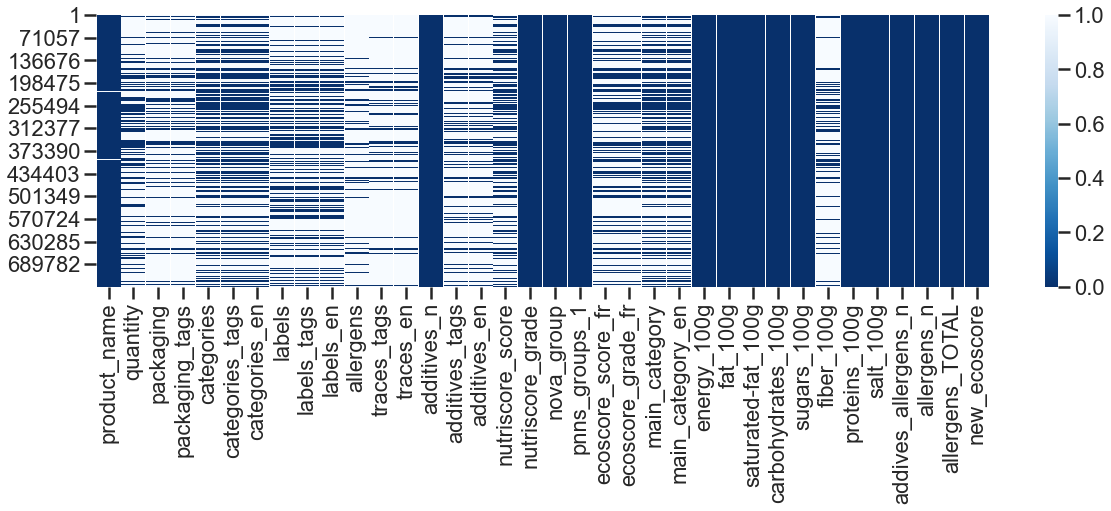 1
71057
136676
198475
255494
312377
373390
434403
501349
570724
630285
689782
product_name
quantity
packaging
packaging_tags
categories
categories_tags
categories_en
labels
labels_tags
labels_en
allergens
traces_tags
traces_en
additives_n
additives_tags
additives_en
nutriscore_score
nutriscore_grade
nova_group
pnns_groups_1
ecoscore_score_fr
ecoscore_grade_fr
main_category
main_category_en
energy_100g
fat_100g
saturated-fat_100g
carbohydrates_100g
sugars_100g
fiber_100g
proteins_100g
salt_100g
addives_allergens_n
allergens_n
allergens_TOTAL
new_ecoscore
1.0
0.8
0.6
0.4
0.2
0.0